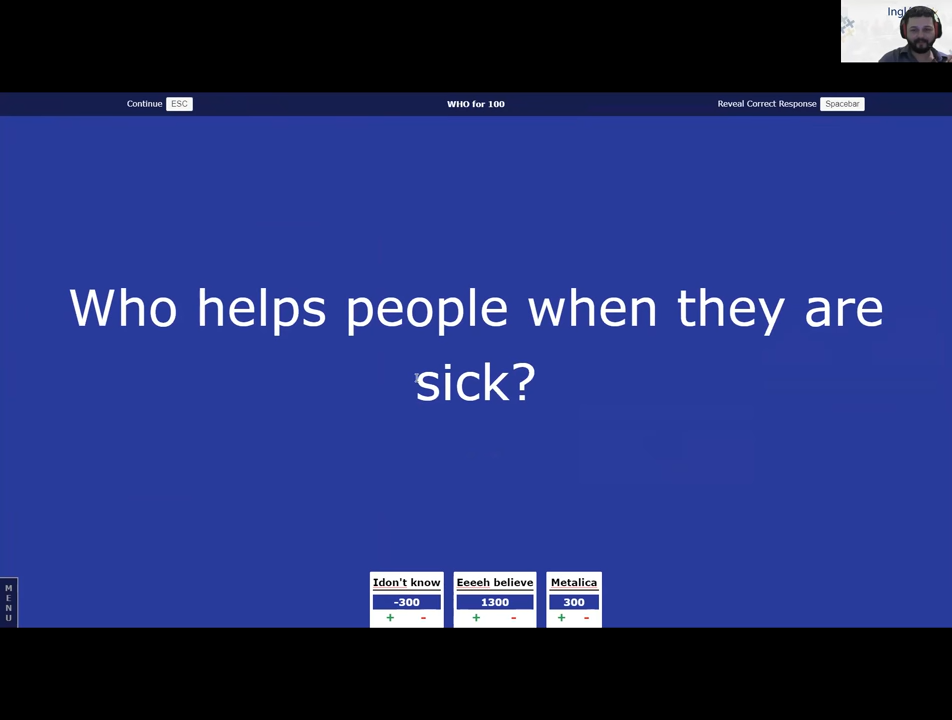 Continue ESC
WHO for 100
Reveal Correct Response Spacebar
Who helps people when they are
sick?
MENU
Idon't know
-300
+ -
Eeeeh believe
1300
+ -
Metalica
300
+ -